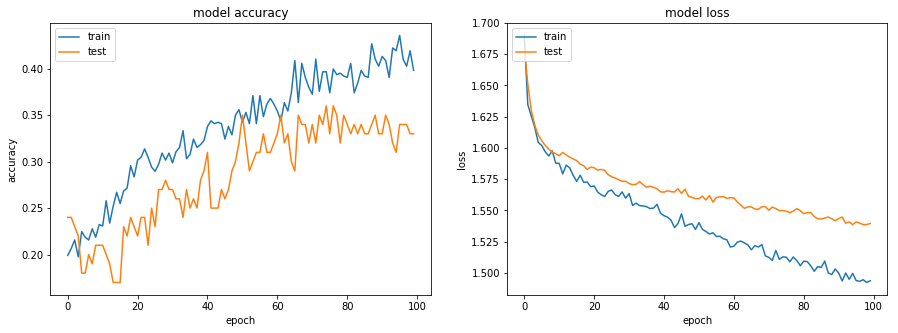 model accuracy
train
test
0.40
0.35
0.30
0.25
0.20
accuracy
0
20
40
60
80
100
epoch
model loss
train
test
1.700
1.675
1.650
1.625
1.600
1.575
1.550
1.525
1.500
loss
0
20
40
60
80
100
epoch